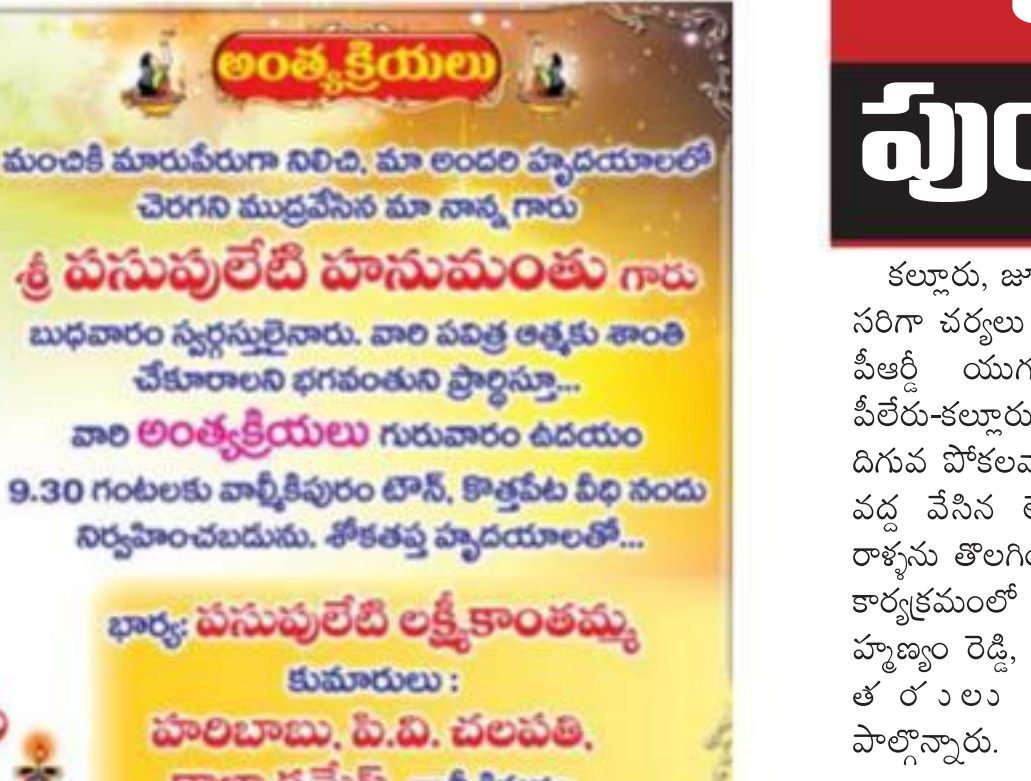 అంత్యక్రియలు
మంచికి మారుపేరుగా నిలిచి, మా అందరి హృదయాలలో
చెరగని ముద్రవేసిన మా నాన్న గారు
శ్రీ పసుపులేటి హనుమంతు గారు
బుధవారం స్వర్గస్తులైనారు. వారి పవిత్ర ఆత్మకు శాంతి
చేకూరాలని భగవంతుని ప్రార్థిస్తూ...
వారి అంత్యక్రియలు గురువారం ఉదయం
9.30 గంటలకు వాల్మీకిపురం టౌన్, కొత్తపేట వీధి నందు
నిర్వహించబడును. శోకతప్త హృదయాలతో...
భార్య: పసుపులేటి లక్ష్మీకాంతమ్మ
కుమారులు :
హరిబాబు, పి.వి. చలపతి,
కల్లూరు, జూ
సరిగా చర్యలు
పీఆర్డీ యుగ
పీలేరు-కల్లూరు
దిగువ పోకలవ
వద్ద వేసిన
రాళ్ళను తొలగిం
కార్యక్రమంలో
హ్మణ్యం రెడ్డి,
త ర ు లు
పాల్గొన్నారు.